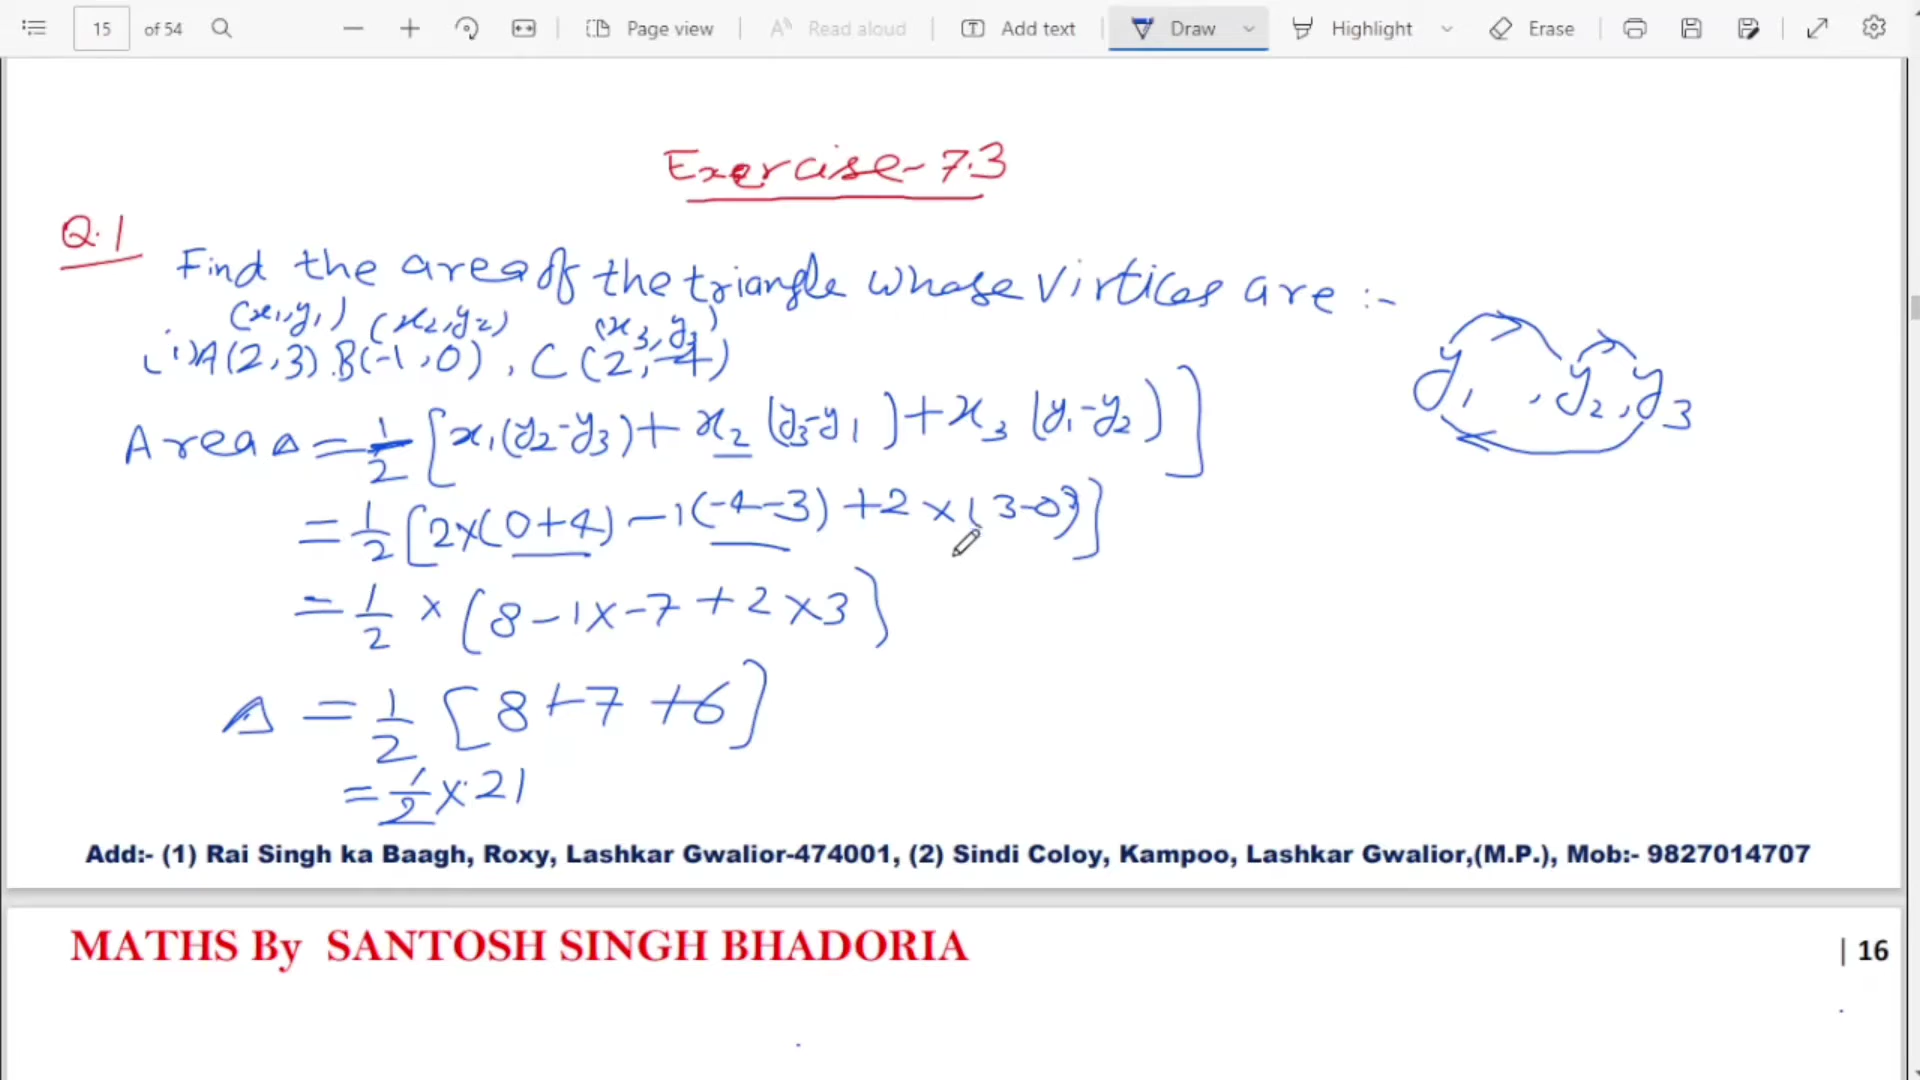 15 of 54 Page view Read aloud Add text Draw Highlight Erase
Exercise-7.3
Q.1
Find the area of the triangle whose virtices are :-
(x₁,y₁) (x₂,y₂) (x₃,y₃)
(i) A(2,3) B(-1,0), C(2,-4)
y₁, y₂, y₃
Area Δ = 1/2 [x₁(y₂-y₃)+x₂(y₃-y₁)+x₃(y₁-y₂)]
= 1/2 [2×(0+4)-1(-4-3)+2×(3-0)]
= 1/2 × (8-1×-7+2×3)
Δ = 1/2 [8+7+6]
= 1/2 × 21
Add:- (1) Rai Singh ka Baagh, Roxy, Lashkar Gwalior-474001, (2) Sindi Coloy, Kampoo, Lashkar Gwalior,(M.P.), Mob:- 9827014707
MATHS By SANTOSH SINGH BHADORIA | 16